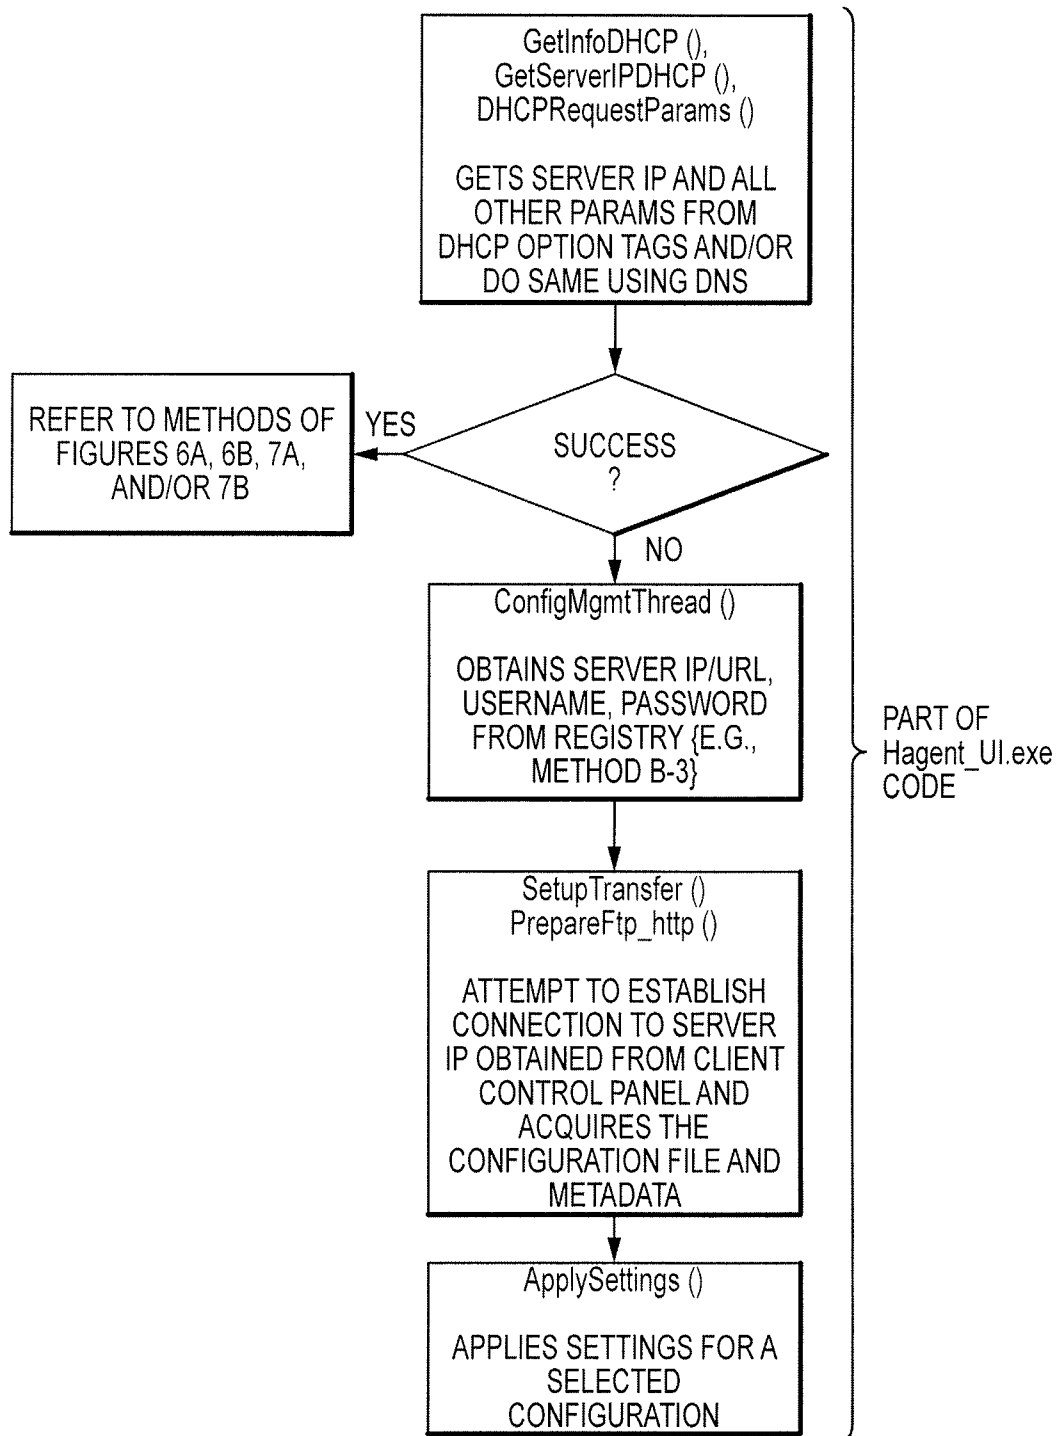 GetInfoDHCP (),
GetServerIPDHCP (),
DHCPRequestParams ()
GETS SERVER IP AND ALL
OTHER PARAMS FROM
DHCP OPTION TAGS AND/OR
DO SAME USING DNS
SUCCESS
?
YES
REFER TO METHODS OF
FIGURES 6A, 6B, 7A,
AND/OR 7B
NO
ConfigMgmtThread ()
OBTAINS SERVER IP/URL,
USERNAME, PASSWORD
FROM REGISTRY {E.G.,
METHOD B-3}
SetupTransfer ()
PrepareFtp_http ()
ATTEMPT TO ESTABLISH
CONNECTION TO SERVER
IP OBTAINED FROM CLIENT
CONTROL PANEL AND
ACQUIRES THE
CONFIGURATION FILE AND
METADATA
ApplySettings ()
APPLIES SETTINGS FOR A
SELECTED
CONFIGURATION
PART OF
Hagent_UI.exe
CODE